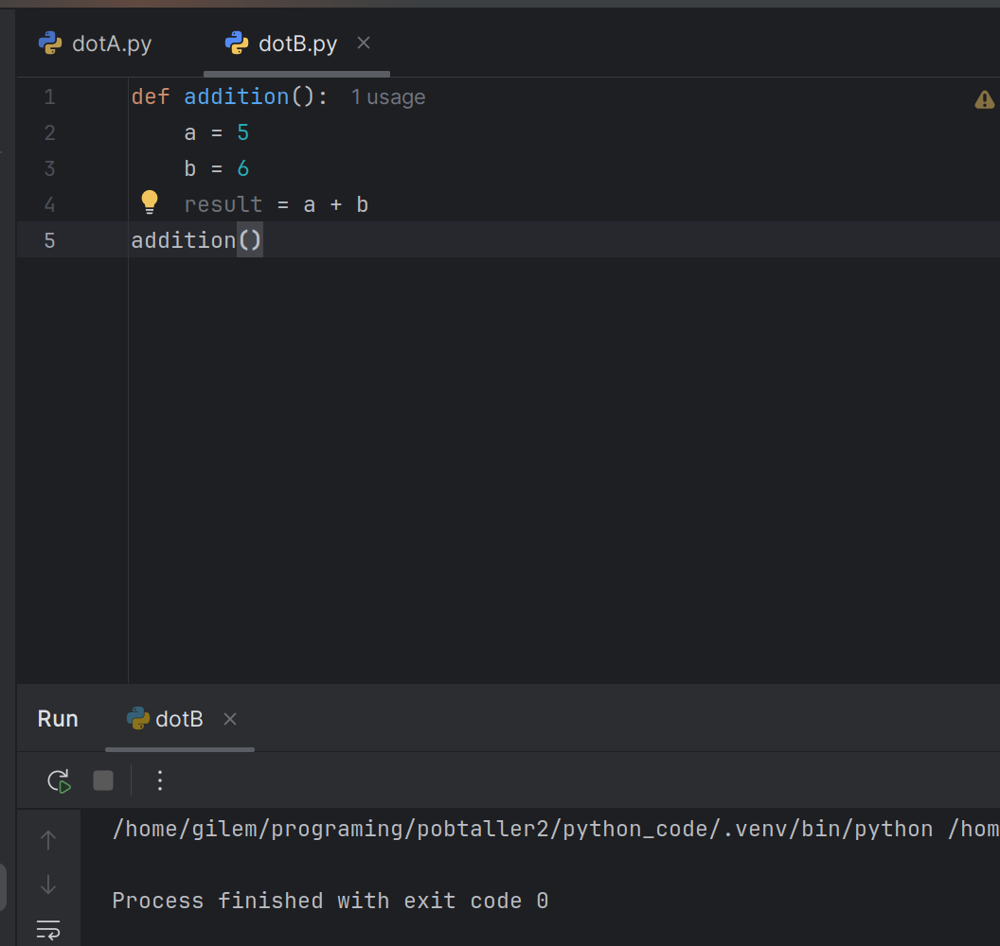 dotA.py dotB.py
1 def addition(): 1 usage
2     a = 5
3     b = 6
4     result = a + b
5 addition()
Run dotB
/home/gilem/programing/pobtaller2/python_code/.venv/bin/python /hom
Process finished with exit code 0